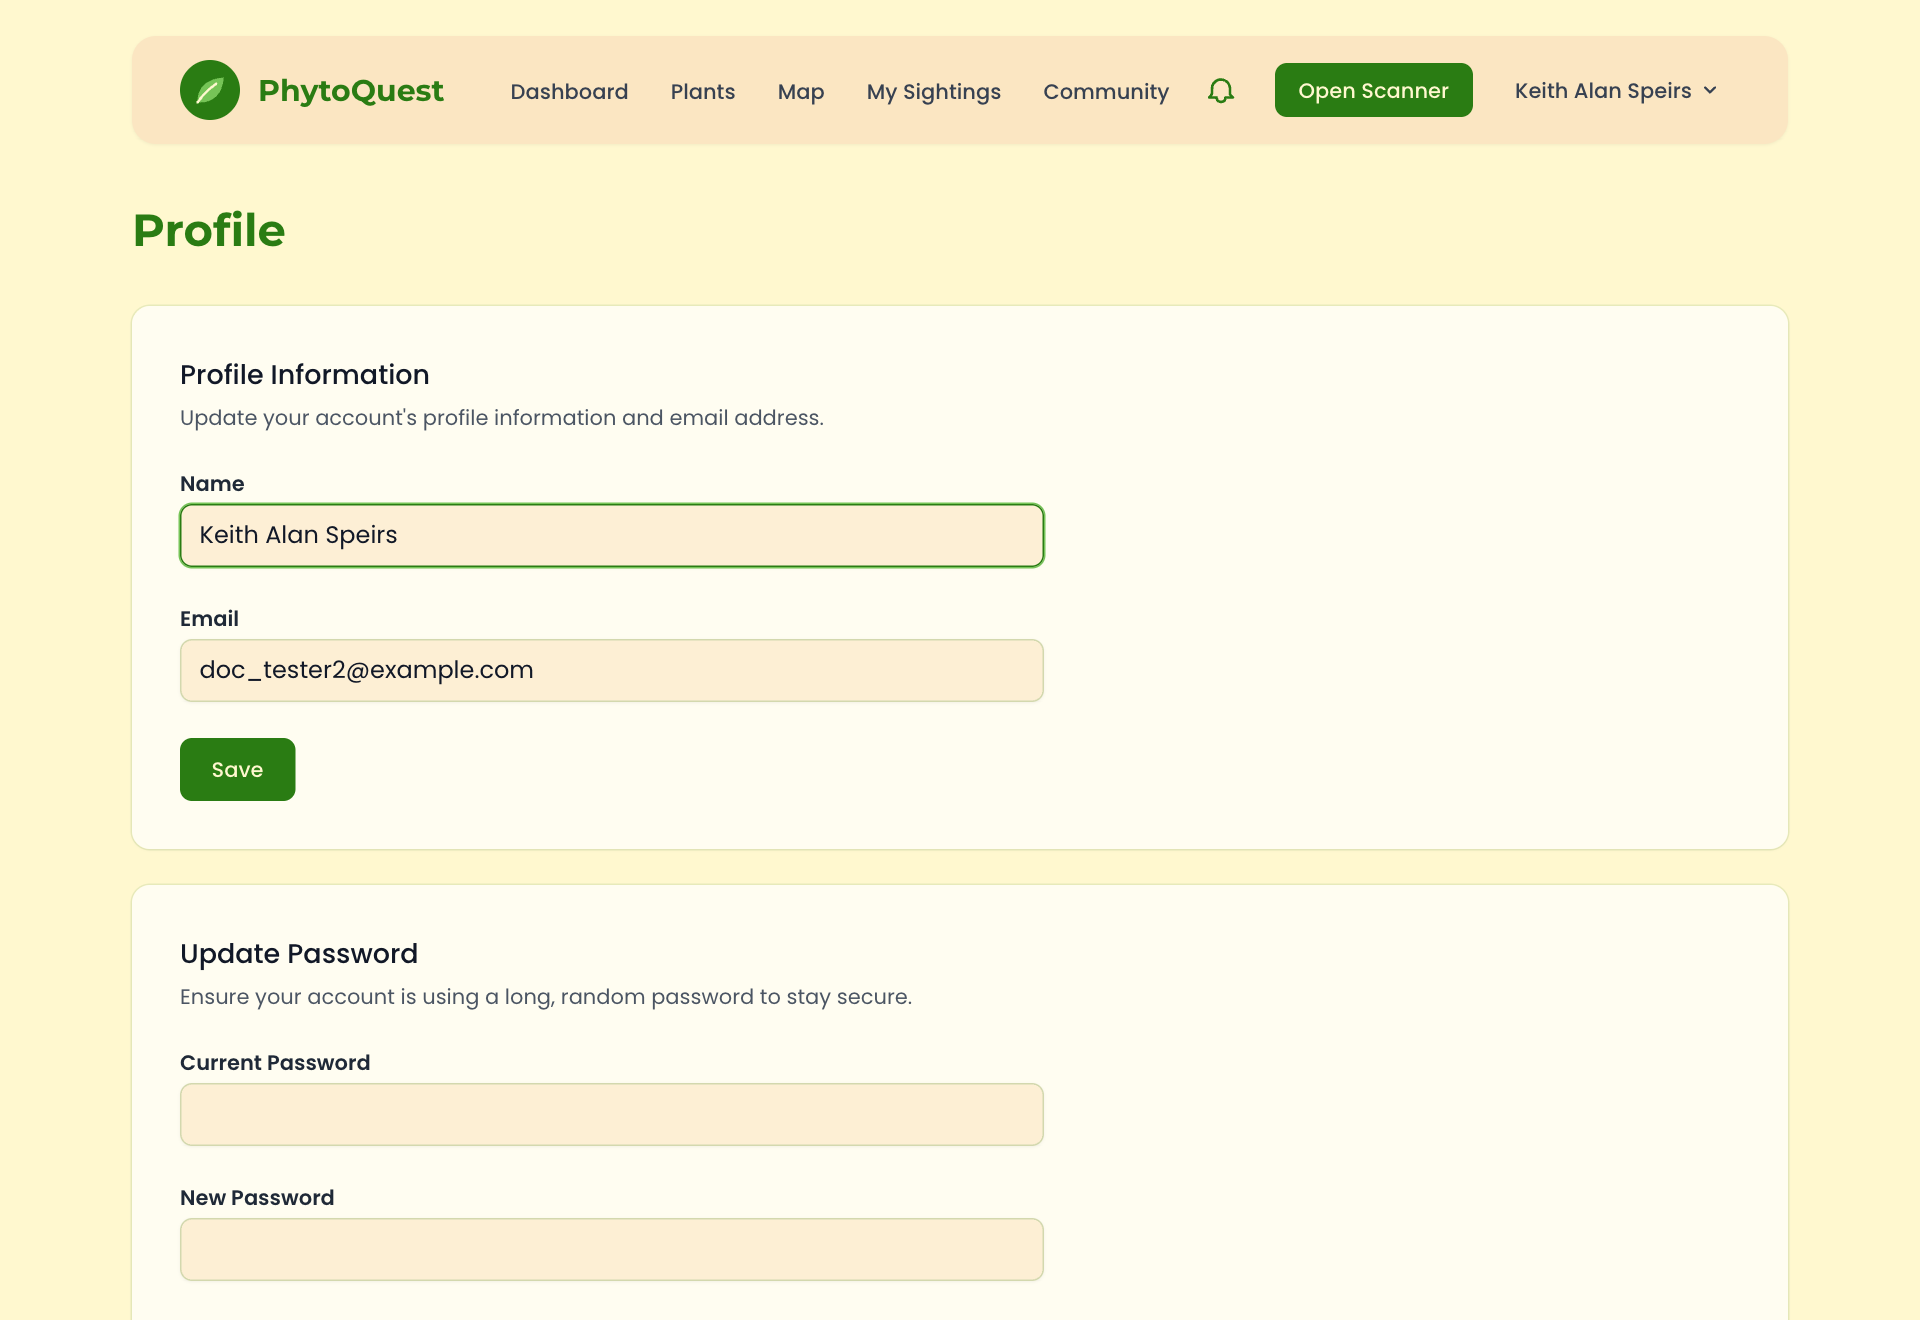 PhytoQuest
Dashboard
Plants
Map
My Sightings
Community
Open Scanner
Keith Alan Speirs
Profile
Profile Information
Update your account's profile information and email address.
Name
Keith Alan Speirs
Email
doc_tester2@example.com
Save
Update Password
Ensure your account is using a long, random password to stay secure.
Current Password
New Password